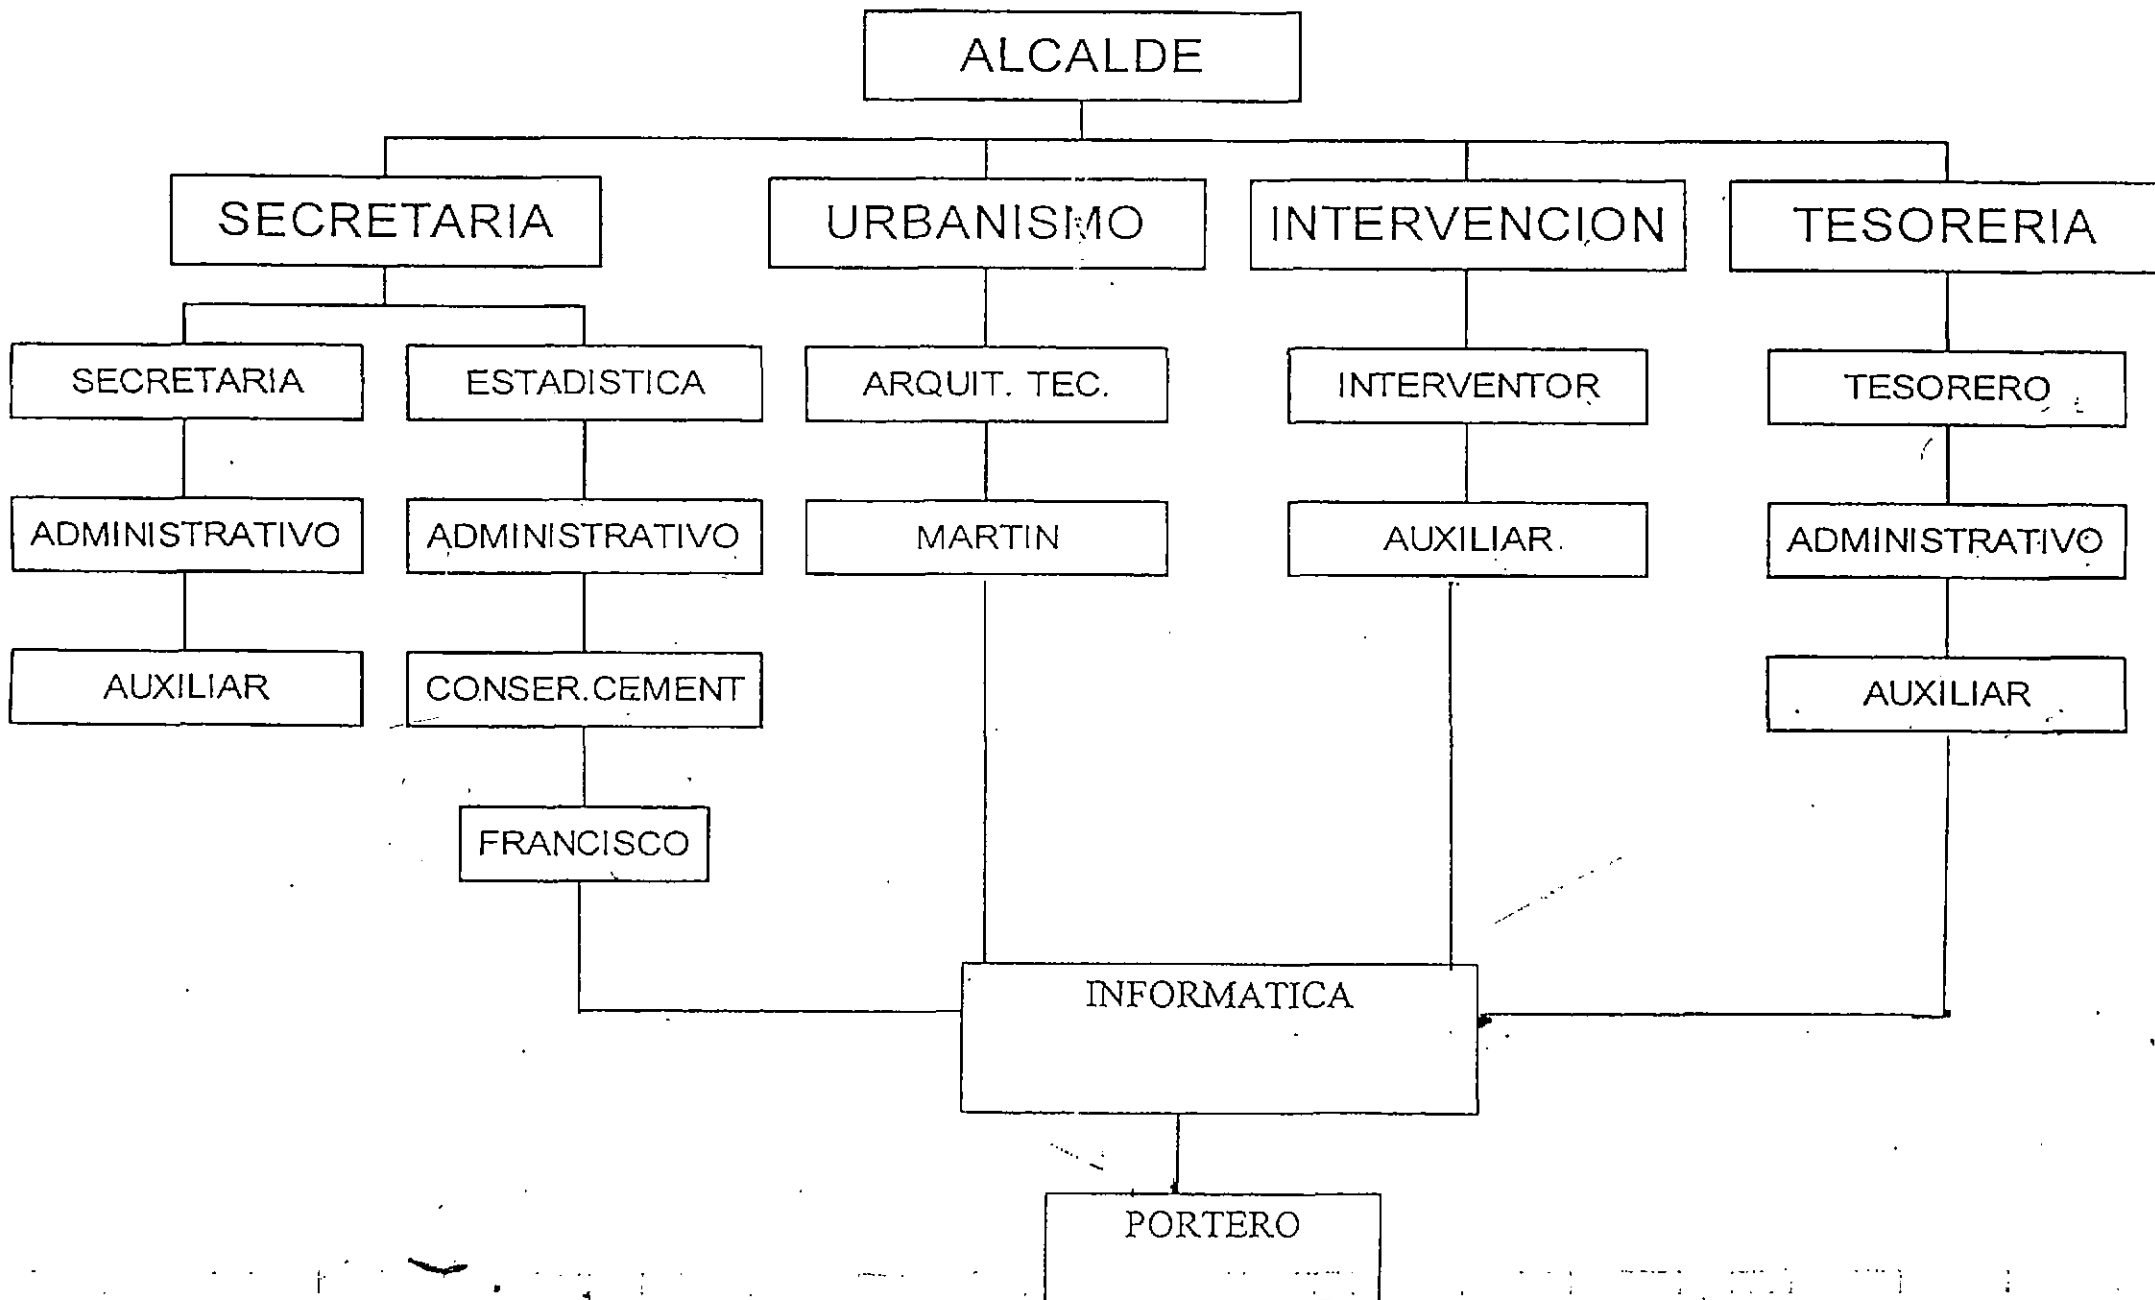 ALCALDE
SECRETARIA
URBANISMO
INTERVENCION
TESORERIA
SECRETARIA
ESTADISTICA
ARQUIT. TEC.
INTERVENTOR
TESORERO
ADMINISTRATIVO
ADMINISTRATIVO
MARTIN
AUXILIAR
ADMINISTRATIVO
AUXILIAR
CONSER.CEMENT
AUXILIAR
FRANCISCO
INFORMATICA
PORTERO